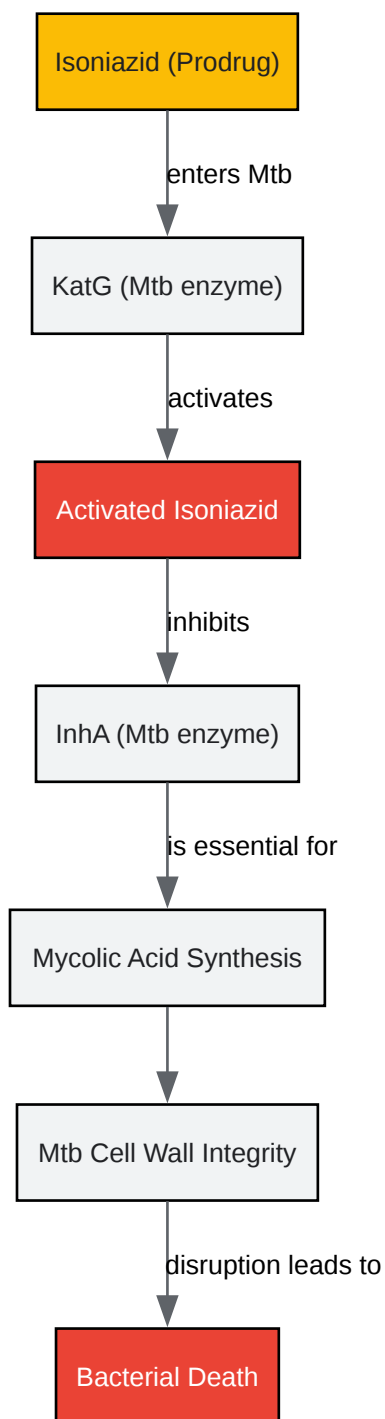 Isoniazid (Prodrug)
enters Mtb
KatG (Mtb enzyme)
activates
Activated Isoniazid
inhibits
InhA (Mtb enzyme)
is essential for
Mycolic Acid Synthesis
Mtb Cell Wall Integrity
disruption leads to
Bacterial Death